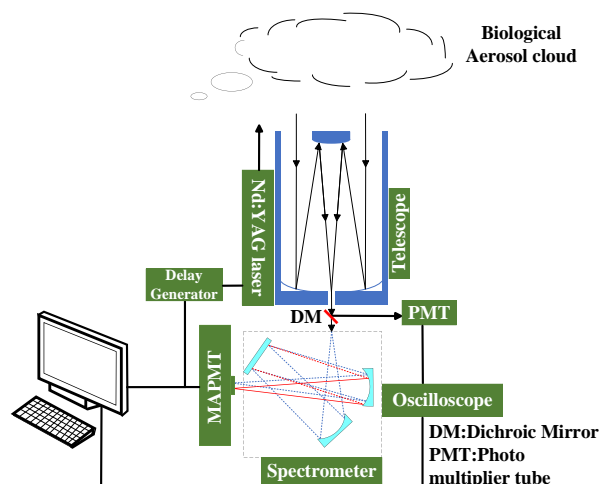 Biological
Aerosol cloud
Nd:YAG laser
Telescope
Delay
Generator
DM
PMT
MAPMT
Oscilloscope
Spectrometer
DM:Dichroic Mirror
PMT:Photo
multiplier tube